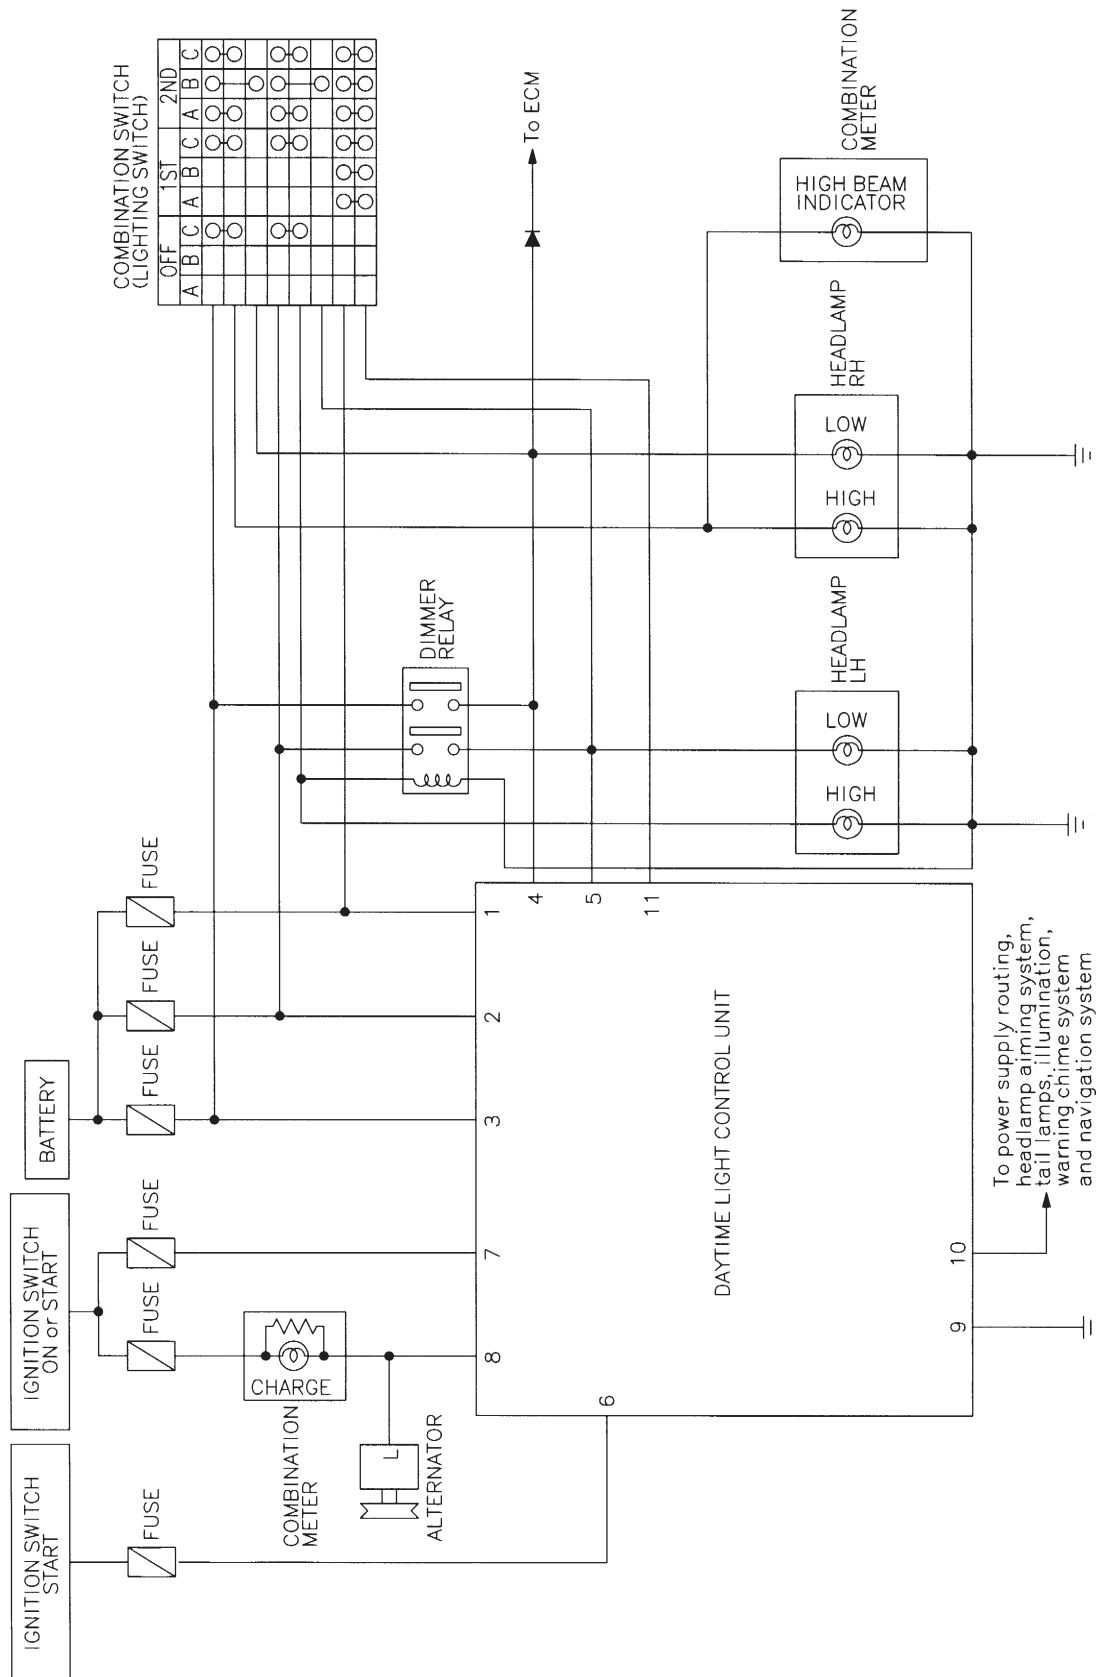 IGNITION SWITCH
START
IGNITION SWITCH
ON or START
BATTERY
FUSE
FUSE
FUSE
FUSE
FUSE
FUSE
COMBINATION SWITCH
(LIGHTING SWITCH)
OFF 1ST 2ND
A B C A B C A B C
COMBINATION
METER
CHARGE
ALTERNATOR
L
DIMMER
RELAY
To ECM
6
8
7
3
2
1
4
5
11
9
10
DAYTIME LIGHT CONTROL UNIT
HEADLAMP
LH
HIGH
LOW
HEADLAMP
RH
HIGH
LOW
COMBINATION
METER
HIGH BEAM
INDICATOR
To power supply routing,
headlamp aiming system,
tail lamps, illumination,
warning chime system
and navigation system